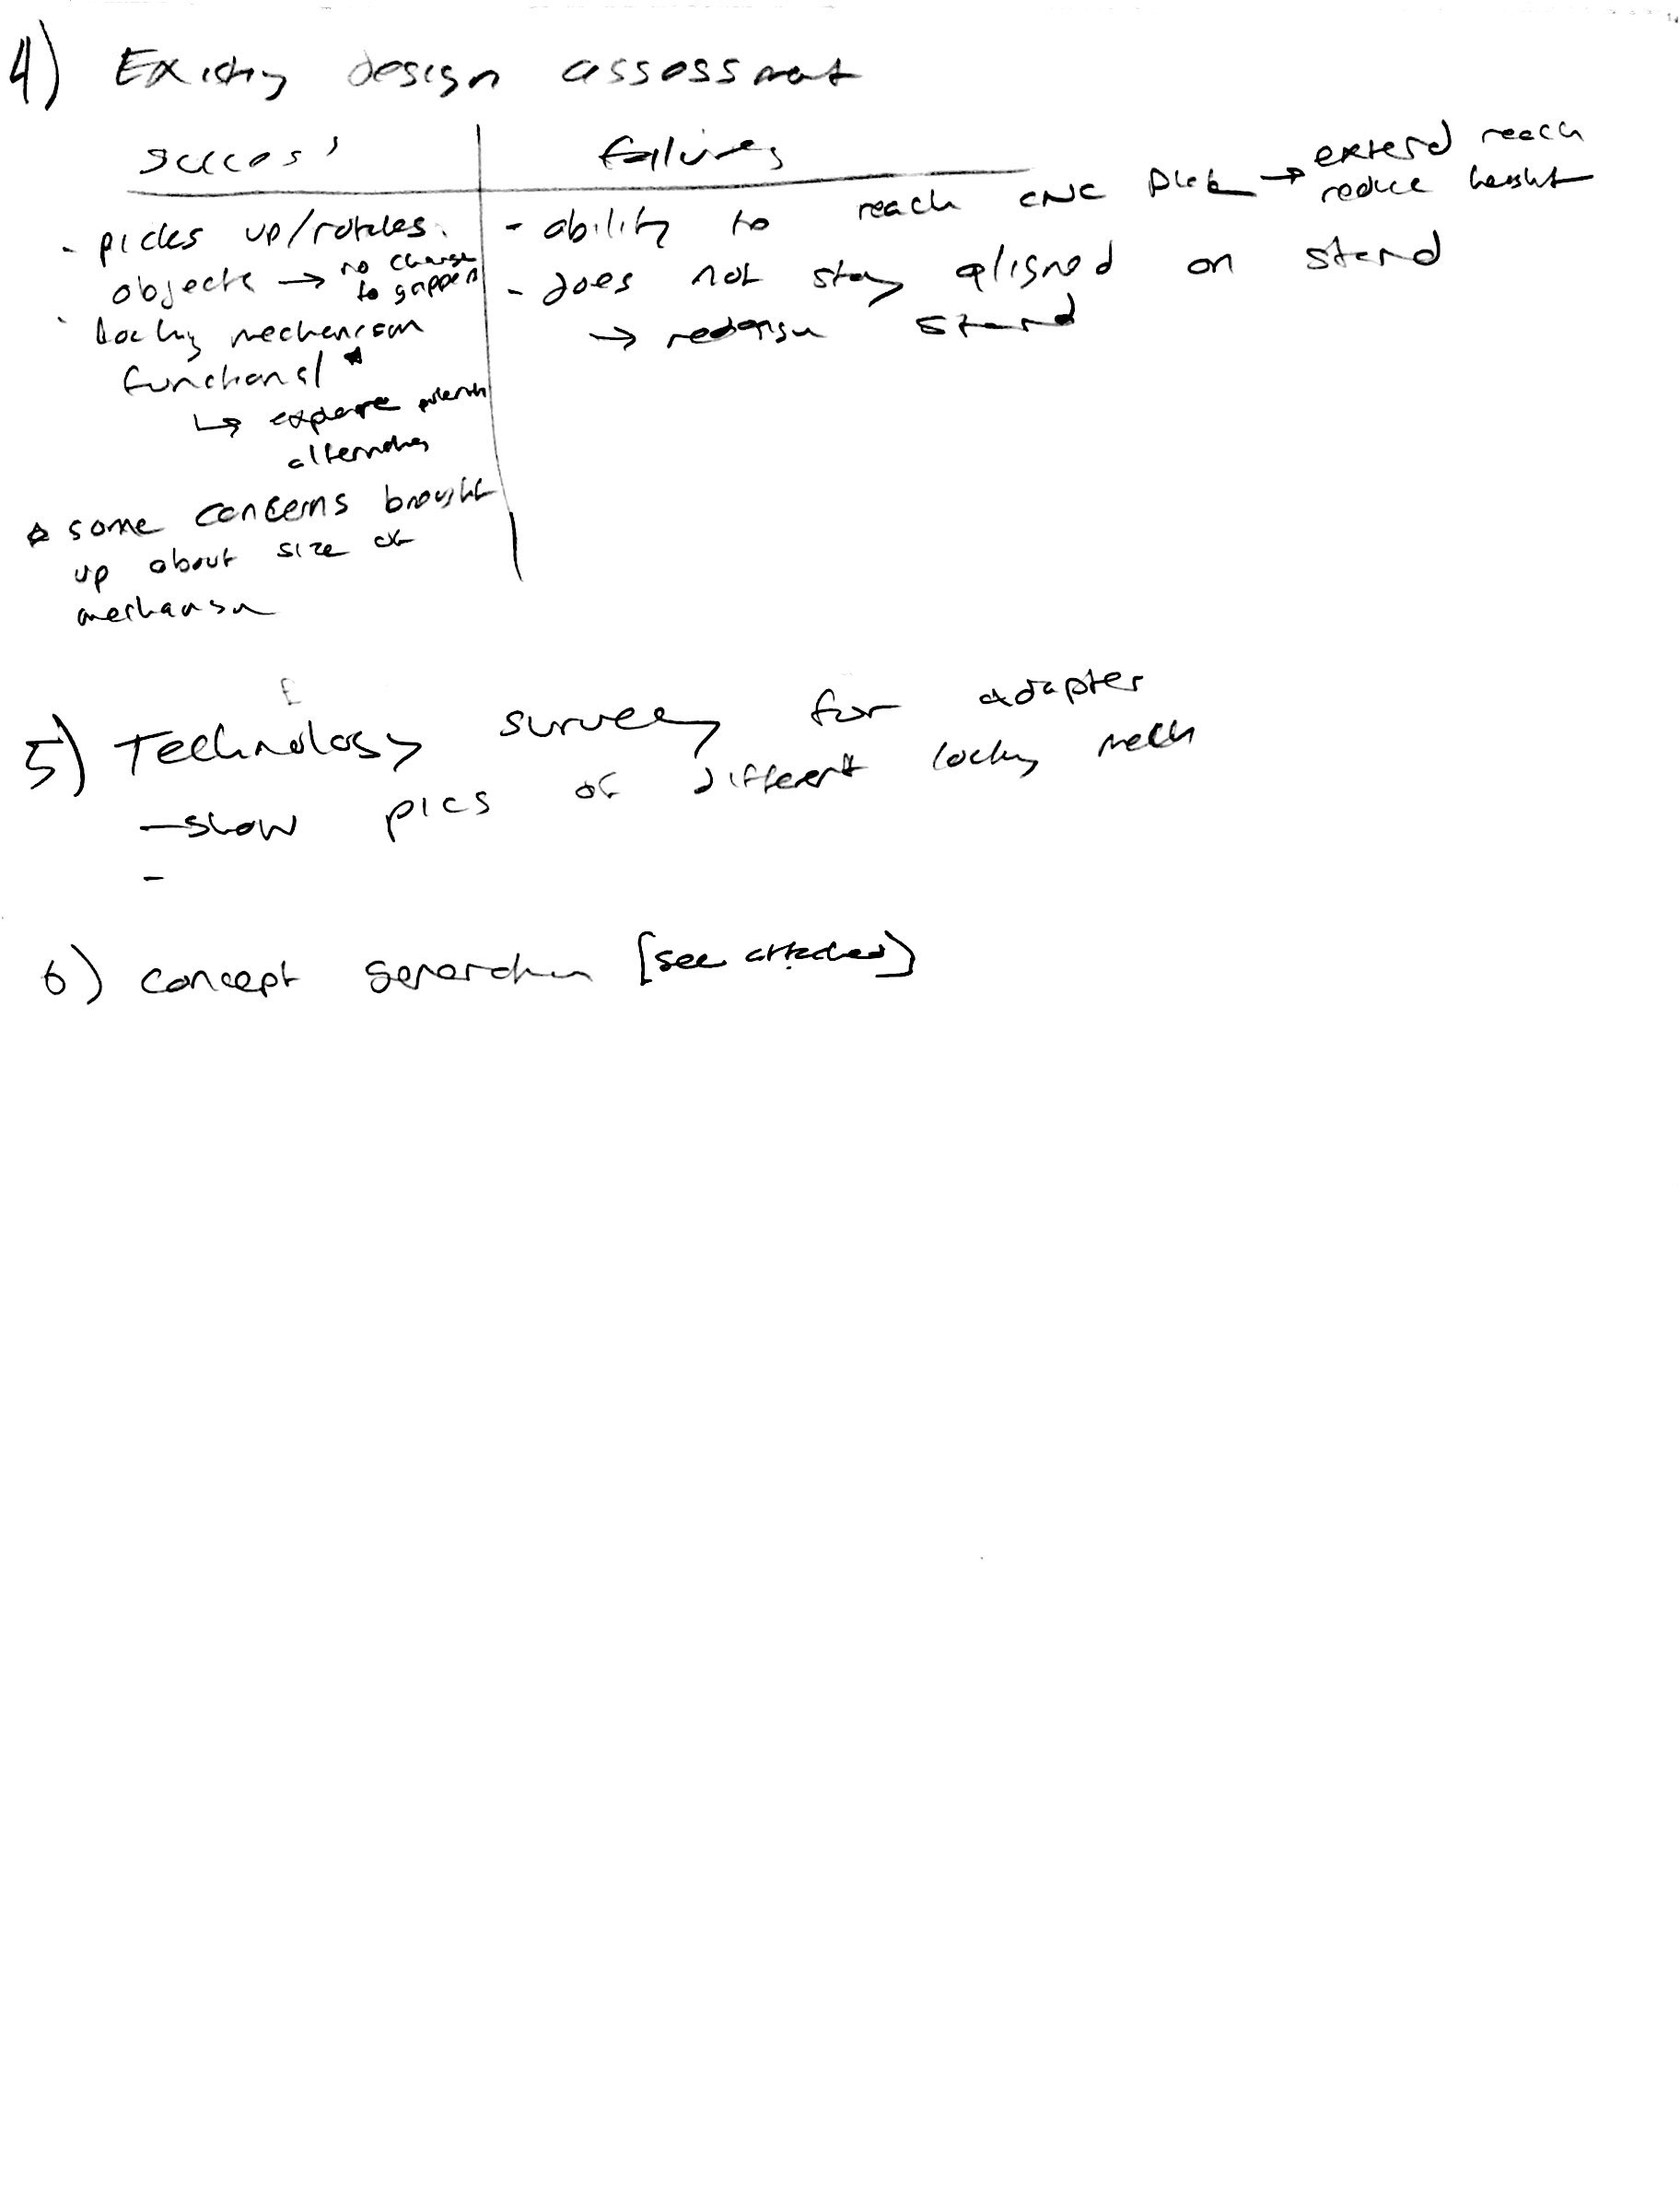 4) Existing design assessment
success'
failures
- picks up/rotates
objects → no change
to grippers
- locking mechanism
functional *
↳ explore potential
alternatives
* some concerns brought
up about size of
mechanism
- ability to reach CNC plate → extend reach
reduce height
- does not stay aligned on stand
→ redesign stand
5) Technology survey for adapter
- show pics of different locking mech
-
6) concept generation [see attached]